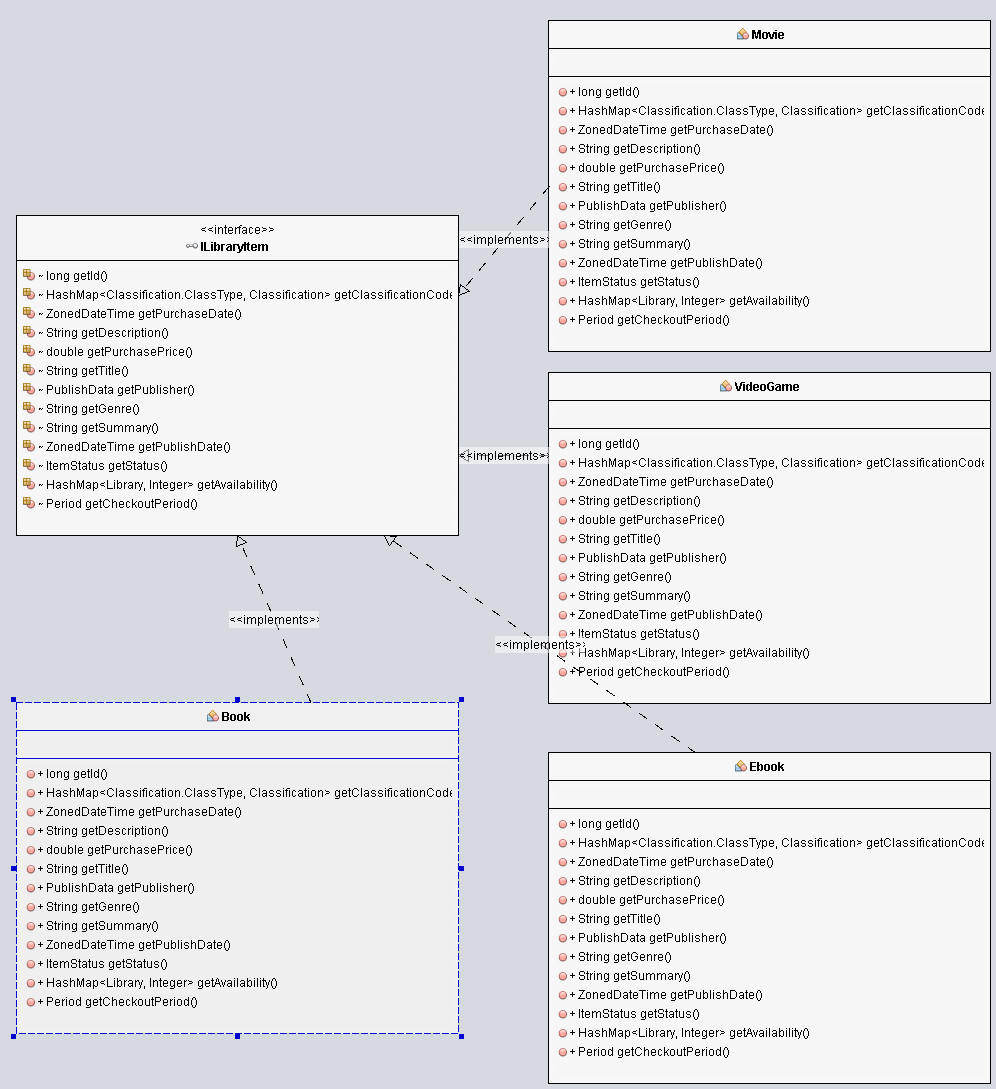 <<interface>>
ILibraryItem
~ long getId()
~ HashMap<Classification.ClassType, Classification> getClassificationCode
~ ZonedDateTime getPurchaseDate()
~ String getDescription()
~ double getPurchasePrice()
~ String getTitle()
~ PublishData getPublisher()
~ String getGenre()
~ String getSummary()
~ ZonedDateTime getPublishDate()
~ ItemStatus getStatus()
~ HashMap<Library, Integer> getAvailability()
~ Period getCheckoutPeriod()
<<implements>>
<<implements>>
<<implements>>
<<implements>>
Movie
+ long getId()
+ HashMap<Classification.ClassType, Classification> getClassificationCode
+ ZonedDateTime getPurchaseDate()
+ String getDescription()
+ double getPurchasePrice()
+ String getTitle()
+ PublishData getPublisher()
+ String getGenre()
+ String getSummary()
+ ZonedDateTime getPublishDate()
+ ItemStatus getStatus()
+ HashMap<Library, Integer> getAvailability()
+ Period getCheckoutPeriod()
VideoGame
+ long getId()
+ HashMap<Classification.ClassType, Classification> getClassificationCode
+ ZonedDateTime getPurchaseDate()
+ String getDescription()
+ double getPurchasePrice()
+ String getTitle()
+ PublishData getPublisher()
+ String getGenre()
+ String getSummary()
+ ZonedDateTime getPublishDate()
+ ItemStatus getStatus()
+ HashMap<Library, Integer> getAvailability()
+ Period getCheckoutPeriod()
Book
+ long getId()
+ HashMap<Classification.ClassType, Classification> getClassificationCode
+ ZonedDateTime getPurchaseDate()
+ String getDescription()
+ double getPurchasePrice()
+ String getTitle()
+ PublishData getPublisher()
+ String getGenre()
+ String getSummary()
+ ZonedDateTime getPublishDate()
+ ItemStatus getStatus()
+ HashMap<Library, Integer> getAvailability()
+ Period getCheckoutPeriod()
Ebook
+ long getId()
+ HashMap<Classification.ClassType, Classification> getClassificationCode
+ ZonedDateTime getPurchaseDate()
+ String getDescription()
+ double getPurchasePrice()
+ String getTitle()
+ PublishData getPublisher()
+ String getGenre()
+ String getSummary()
+ ZonedDateTime getPublishDate()
+ ItemStatus getStatus()
+ HashMap<Library, Integer> getAvailability()
+ Period getCheckoutPeriod()